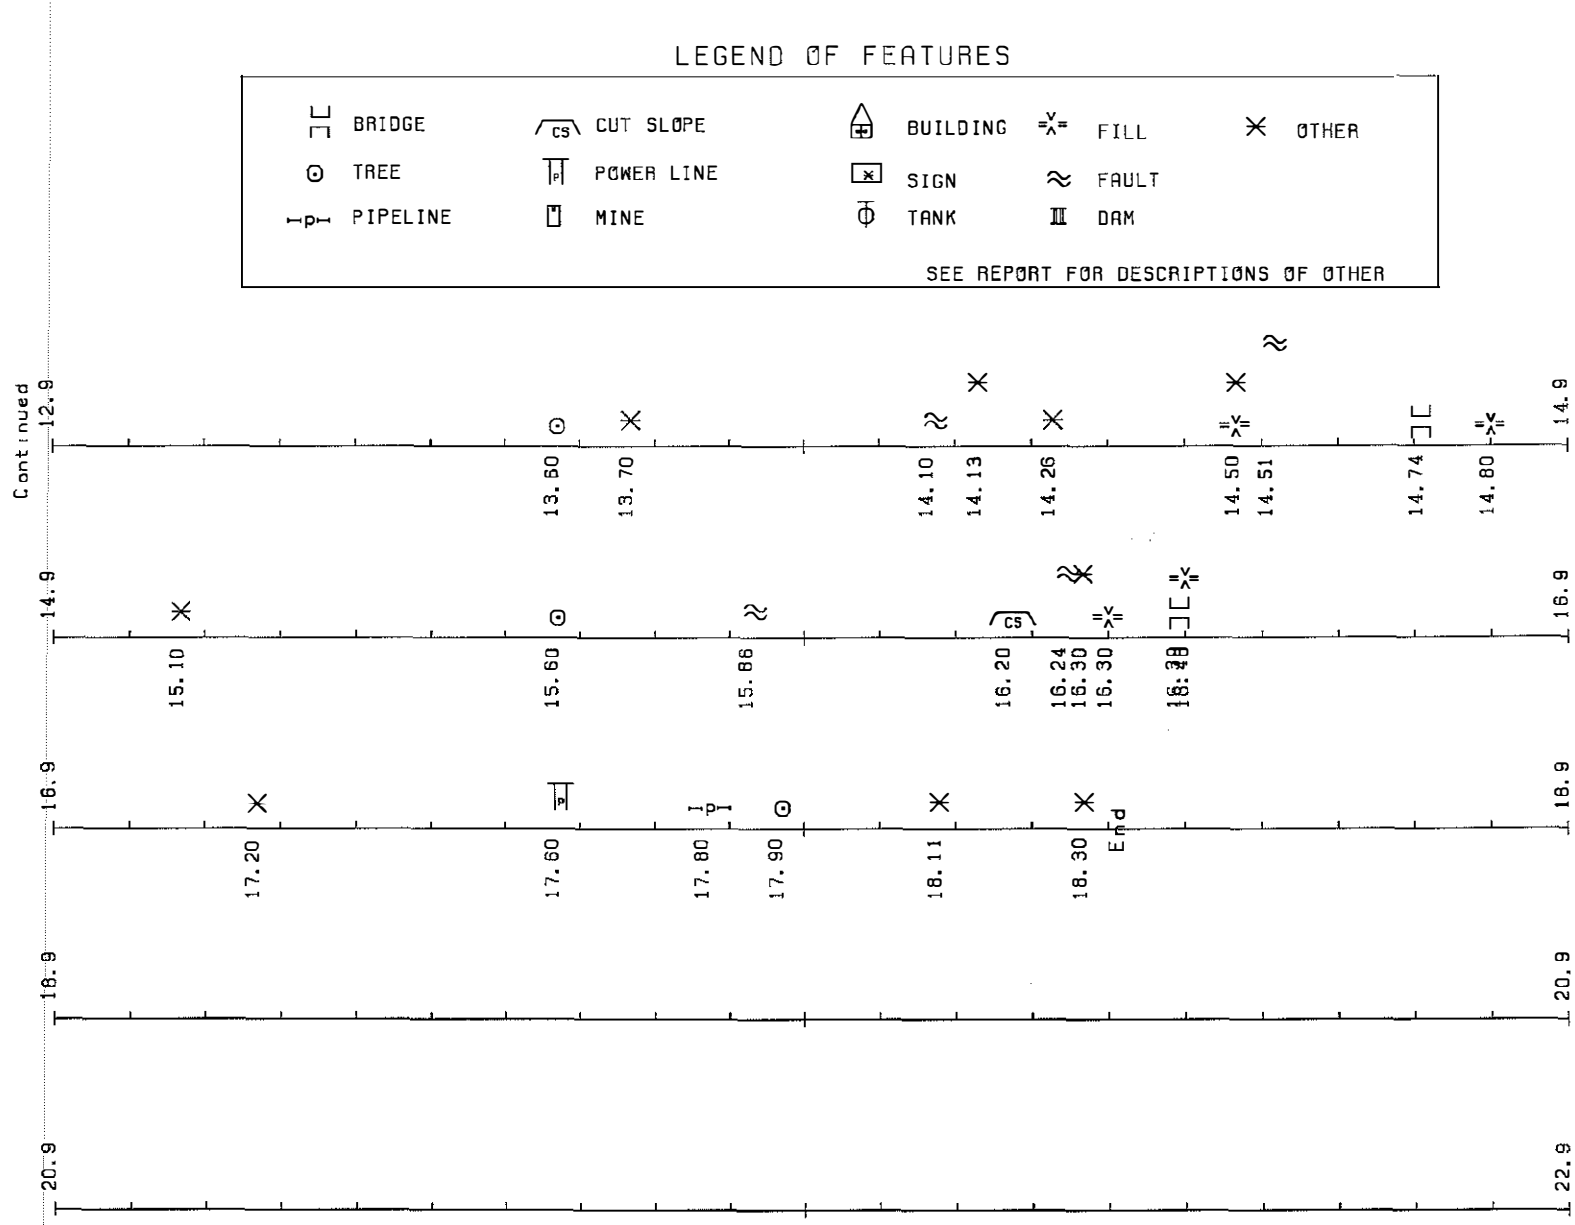 LEGEND OF FEATURES
BRIDGE
CS CUT SLOPE
BUILDING
FILL
OTHER
TREE
P POWER LINE
SIGN
FAULT
P PIPELINE
MINE
TANK
DAM
SEE REPORT FOR DESCRIPTIONS OF OTHER
Continued
12.9
14.9
13.60
13.70
14.10
14.13
14.26
14.50
14.51
14.74
14.80
14.9
16.9
CS
15.10
15.60
15.86
16.20
16.24
16.30
16.30
16.9
18.9
P
P
End
17.20
17.60
17.80
17.90
18.11
18.30
18.9
20.9
20.9
22.9